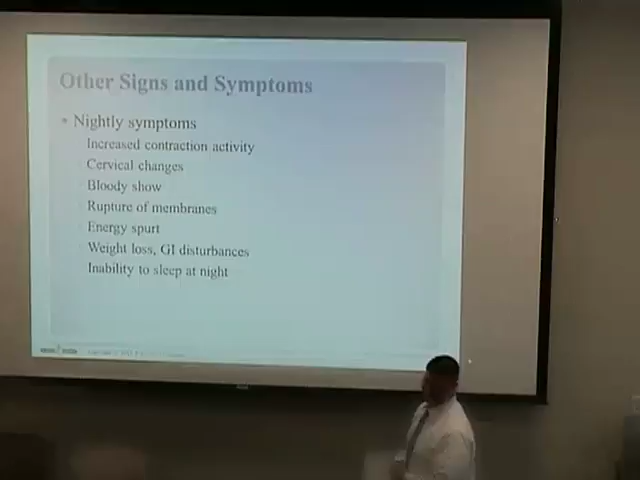 Other Signs and Symptoms
• Nightly symptoms
Increased contraction activity
Cervical changes
Bloody show
Rupture of membranes
Energy spurt
Weight loss, GI disturbances
Inability to sleep at night